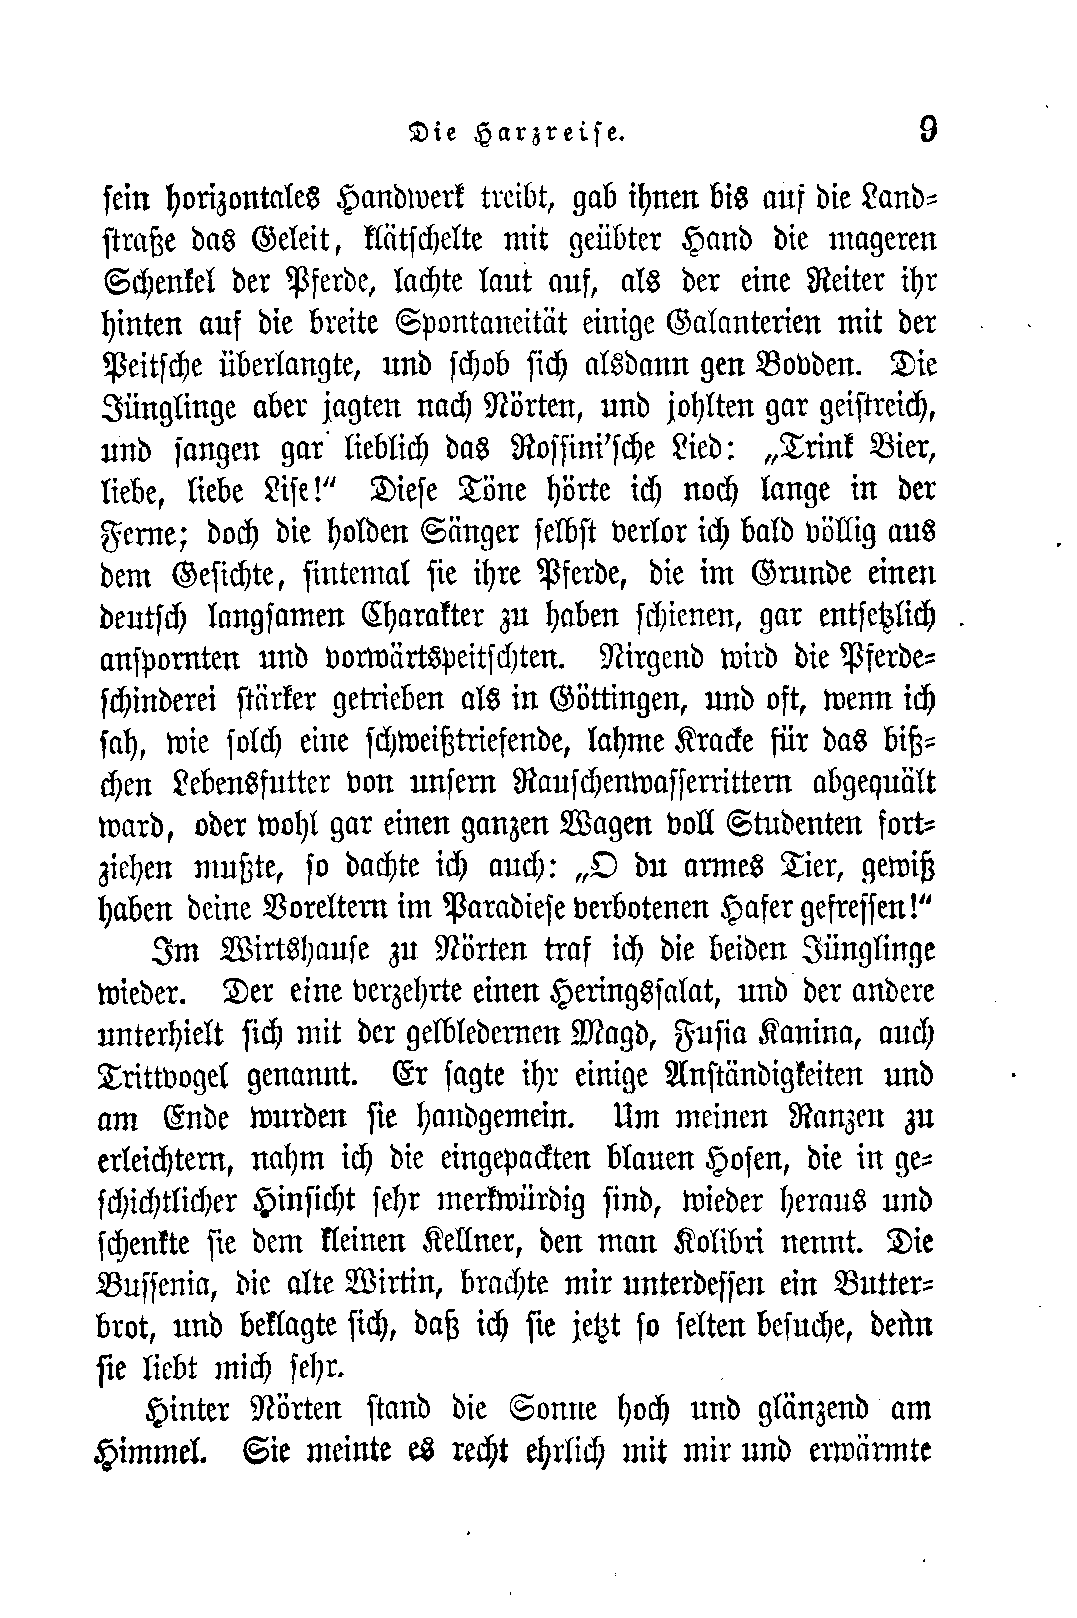 Die Harzreise. 9
sein horizontales Handwerk treibt, gab ihnen bis auf die Land-
straße das Geleit, klätschelte mit geübter Hand die mageren
Schenkel der Pferde, lachte laut auf, als der eine Reiter ihr
hinten auf die breite Spontaneität einige Galanterien mit der
Peitsche überlangte, und schob sich alsdann gen Bovden. Die
Jünglinge aber jagten nach Nörten, und johlten gar geistreich,
und sangen gar lieblich das Rossini'sche Lied: „Trink Bier,
liebe, liebe Lise!“ Diese Töne hörte ich noch lange in der
Ferne; doch die holden Sänger selbst verlor ich bald völlig aus
dem Gesichte, sintemal sie ihre Pferde, die im Grunde einen
deutsch langsamen Charakter zu haben schienen, gar entsetzlich
anspornten und vorwärtspeitschten. Nirgend wird die Pferde-
schinderei stärker getrieben als in Göttingen, und oft, wenn ich
sah, wie solch eine schweißtriefende, lahme Kracke für das biß-
chen Lebensfutter von unsern Rauschenwasserrittern abgequält
ward, oder wohl gar einen ganzen Wagen voll Studenten fort-
ziehen mußte, so dachte ich auch: „O du armes Tier, gewiß
haben deine Voreltern im Paradiese verbotenen Hafer gefressen!“
Im Wirtshause zu Nörten traf ich die beiden Jünglinge
wieder. Der eine verzehrte einen Heringssalat, und der andere
unterhielt sich mit der gelbledernen Magd, Fusia Kanina, auch
Trittvogel genannt. Er sagte ihr einige Anständigkeiten und
am Ende wurden sie handgemein. Um meinen Ranzen zu
erleichtern, nahm ich die eingepackten blauen Hosen, die in ge-
schichtlicher Hinsicht sehr merkwürdig sind, wieder heraus und
schenkte sie dem kleinen Kellner, den man Kolibri nennt. Die
Bussenia, die alte Wirtin, brachte mir unterdessen ein Butter-
brot, und beklagte sich, daß ich sie jetzt so selten besuche, denn
sie liebt mich sehr.
Hinter Nörten stand die Sonne hoch und glänzend am
Himmel. Sie meinte es recht ehrlich mit mir und erwärmte